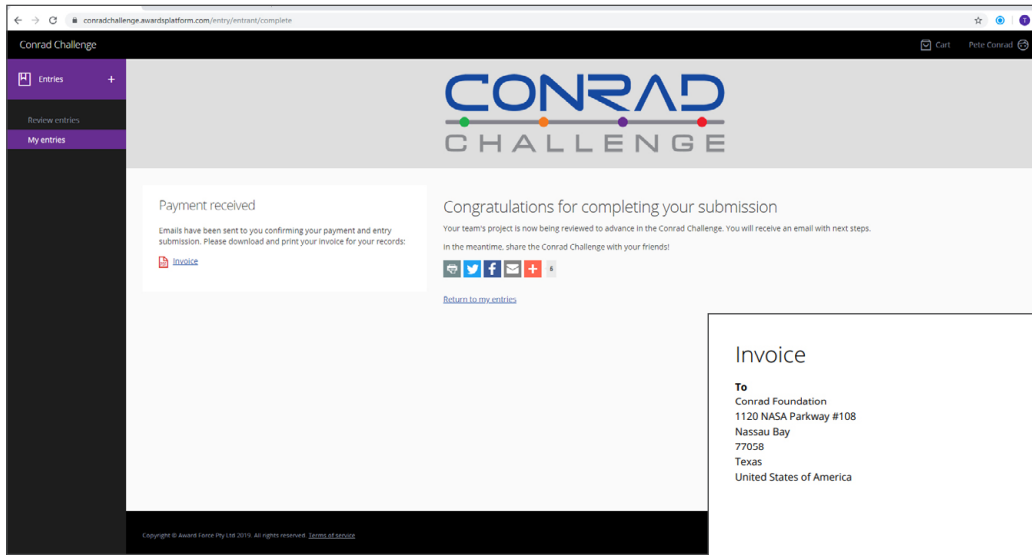 conradchallenge.awardsplatform.com/entry/entrant/complete
T
Conrad Challenge
Cart
Pete Conrad
Entries +
Review entries
My entries
CONRAD
CHALLENGE
Payment received
Emails have been sent to you confirming your payment and entry
submission. Please download and print your invoice for your records:
Invoice
Congratulations for completing your submission
Your team's project is now being reviewed to advance in the Conrad Challenge. You will receive an email with next steps.
In the meantime, share the Conrad Challenge with your friends!
6
Return to my entries
Invoice
To
Conrad Foundation
1120 NASA Parkway #108
Nassau Bay
77058
Texas
United States of America
Copyright © Award Force Pty Ltd 2019. All rights reserved. Terms of service